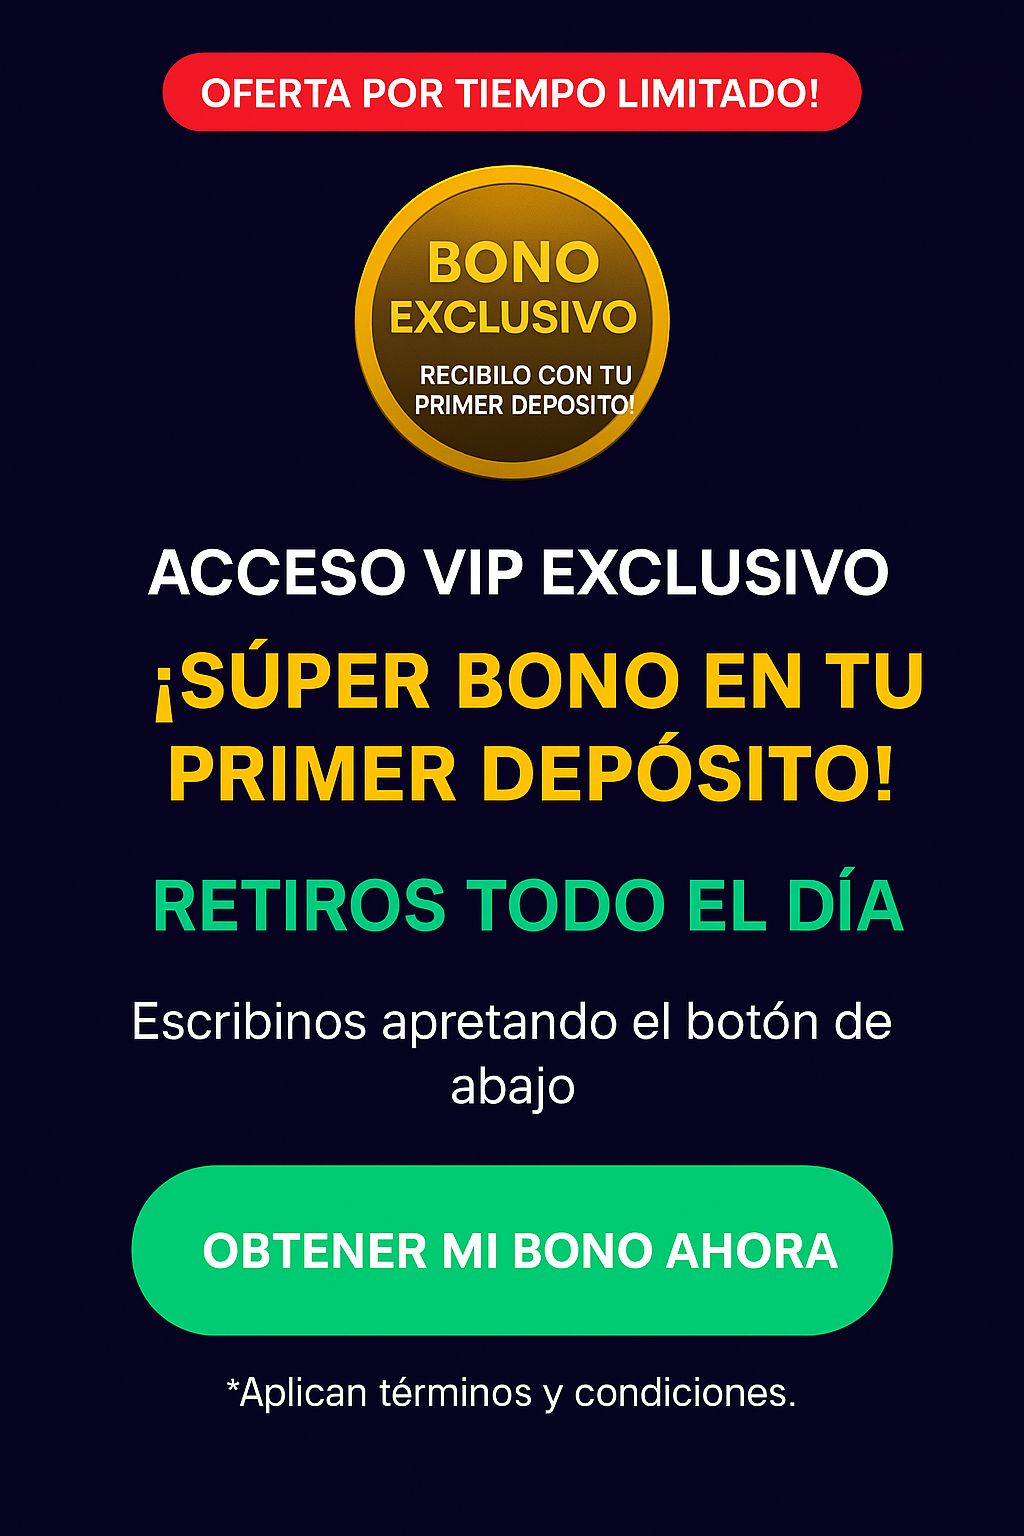 OFERTA POR TIEMPO LIMITADO!
BONO
EXCLUSIVO
RECIBILO CON TU
PRIMER DEPOSITO!
ACCESO VIP EXCLUSIVO
¡SÚPER BONO EN TU
PRIMER DEPÓSITO!
RETIROS TODO EL DÍA
Escribinos apretando el botón de
abajo
OBTENER MI BONO AHORA
*Aplican términos y condiciones.